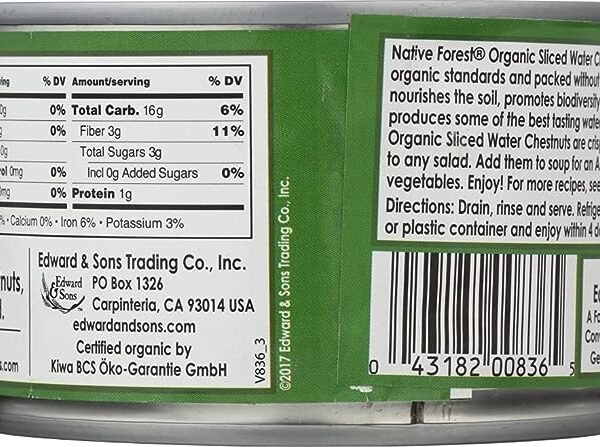 % DV Amount/serving % DV
0% Total Carb. 16g 6%
0% Fiber 3g 11%
Total Sugars 3g
0mg 0% Incl 0g Added Sugars 0%
0% Protein 1g
• Calcium 0% • Iron 6% • Potassium 3%
Edward & Sons Trading Co., Inc.
Edward & Sons™
PO Box 1326
Carpinteria, CA 93014 USA
edwardandsons.com
Certified organic by
Kiwa BCS Öko-Garantie GmbH
V836_3
©2017 Edward & Sons Trading Co., Inc.
Native Forest® Organic Sliced Water
organic standards and packed without
nourishes the soil, promotes biodiversity
produces some of the best tasting
Organic Sliced Water Chestnuts are
to any salad. Add them to soup for an
vegetables. Enjoy! For more recipes,
Directions: Drain, rinse and serve.
or plastic container and enjoy within 4
0 43182 00836 5